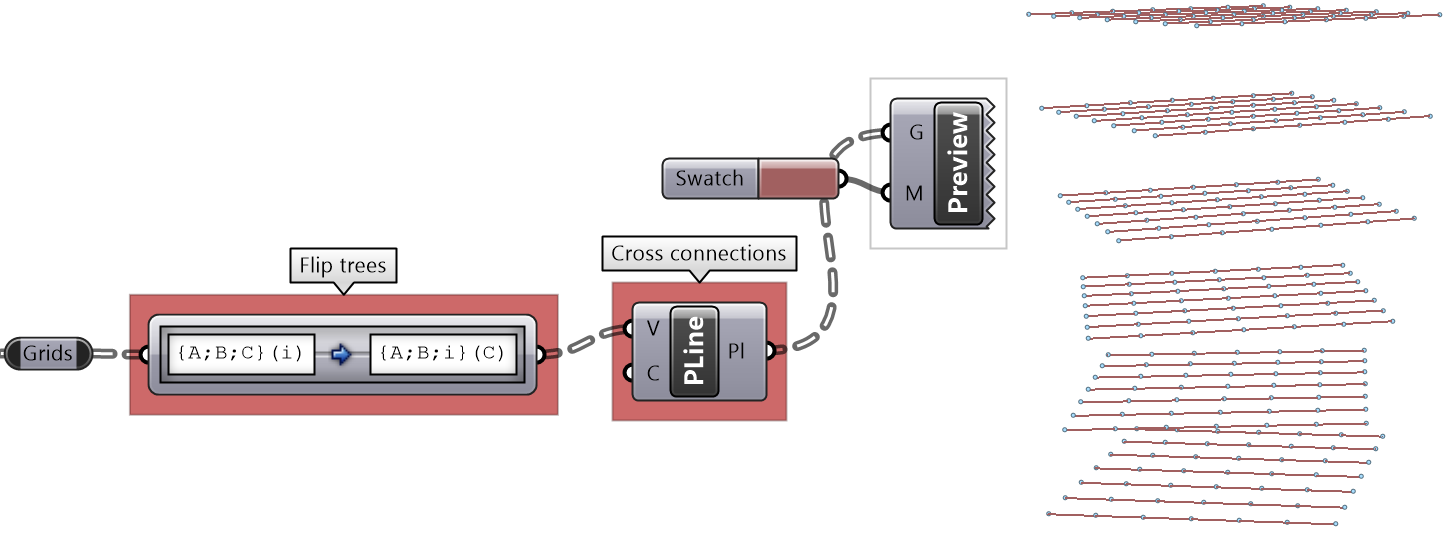 Grids
Flip trees
{A;B;C}(i)
{A;B;i}(C)
Cross connections
V
C
PLine
Pl
Swatch
G
M
Preview